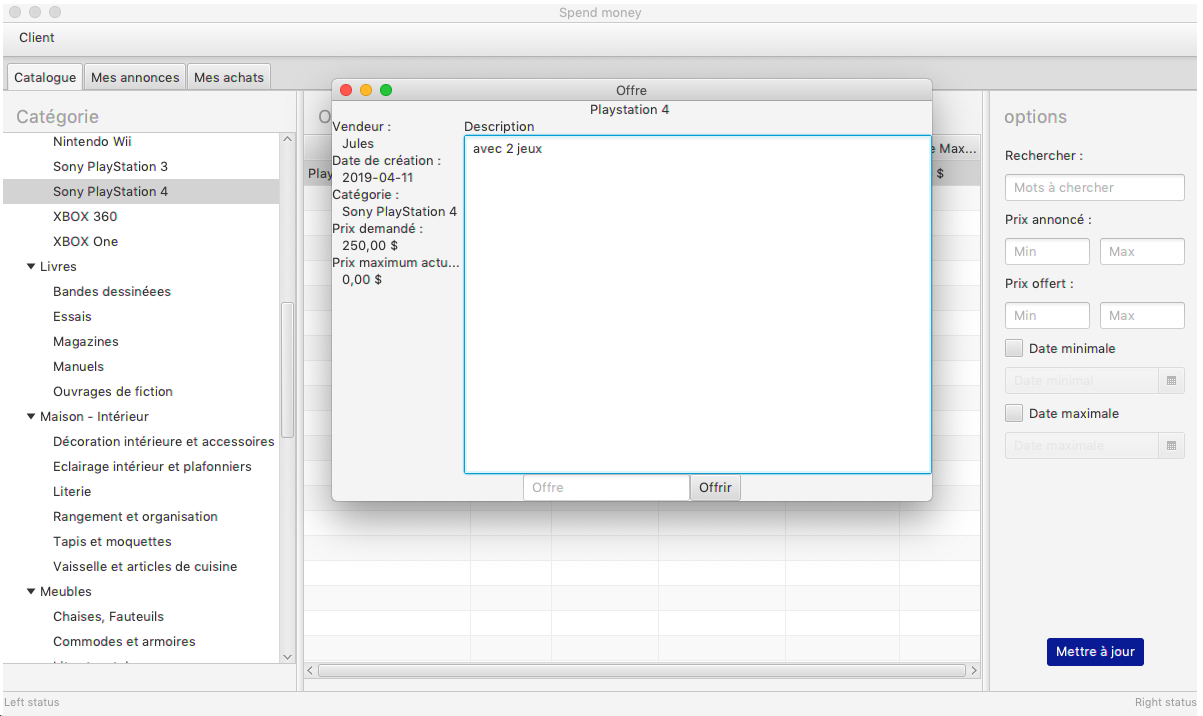 Spend money
Client
Catalogue
Mes annonces
Mes achats
Catégorie
Nintendo Wii
Sony PlayStation 3
Sony PlayStation 4
XBOX 360
XBOX One
Livres
Bandes dessinéees
Essais
Magazines
Manuels
Ouvrages de fiction
Maison - Intérieur
Décoration intérieure et accessoires
Eclairage intérieur et plafonniers
Literie
Rangement et organisation
Tapis et moquettes
Vaisselle et articles de cuisine
Meubles
Chaises, Fauteuils
Commodes et armoires
Offre
Playstation 4
Vendeur :
Jules
Date de création :
2019-04-11
Catégorie :
Sony PlayStation 4
Prix demandé :
250,00 $
Prix maximum actu...
0,00 $
Description
avec 2 jeux
Offre
Offrir
O
Play
e Max...
$
options
Rechercher :
Mots à chercher
Prix annoncé :
Min
Max
Prix offert :
Min
Max
Date minimale
Date minimal
Date maximale
Date maximale
Mettre à jour
Left status
Right status